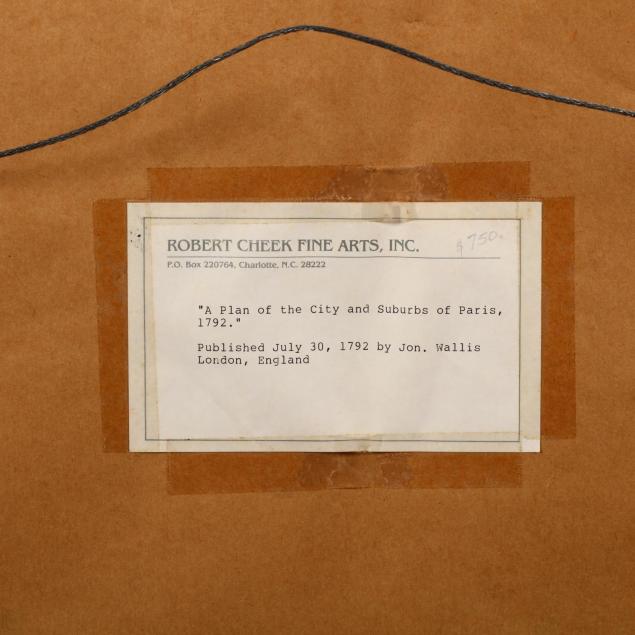 ROBERT CHEEK FINE ARTS, INC.
$750.
P.O. Box 220764, Charlotte, N.C. 28222
"A Plan of the City and Suburbs of Paris,
1792."
Published July 30, 1792 by Jon. Wallis
London, England